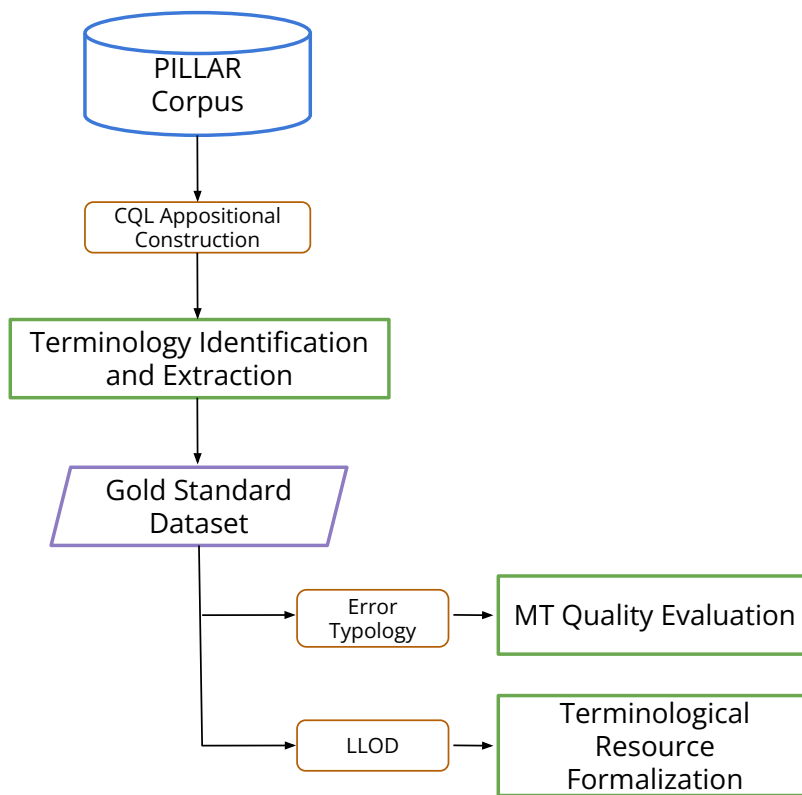 PILLAR
Corpus
CQL Appositional
Construction
Terminology Identification
and Extraction
Gold Standard
Dataset
Error
Typology
MT Quality Evaluation
LLOD
Terminological
Resource
Formalization